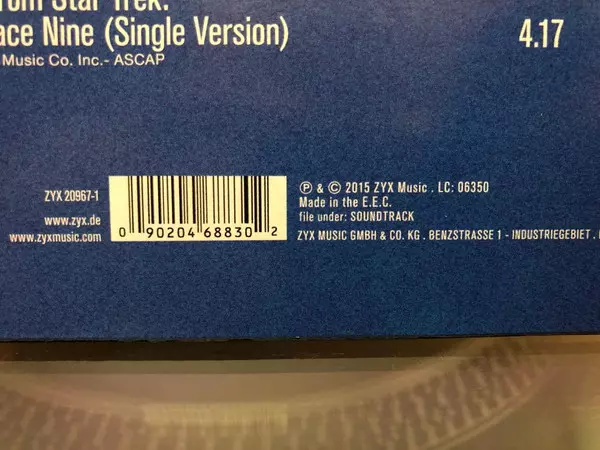 rom Star Trek:
ace Nine (Single Version) 4.17
Music Co. Inc.- ASCAP
ZYX 20967-1
www.zyx.de
www.zyxmusic.com
0 90204 68830 2
Ⓟ & © 2015 ZYX Music . LC: 06350
Made in the E.E.C.
file under: SOUNDTRACK
ZYX MUSIC GMBH & CO. KG . BENZSTRASSE 1 - INDUSTRIEGEBIET .